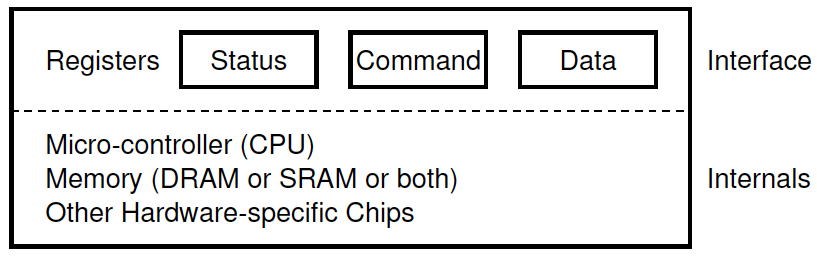 Registers Status Command Data Interface
Micro-controller (CPU)
Memory (DRAM or SRAM or both) Internals
Other Hardware-specific Chips